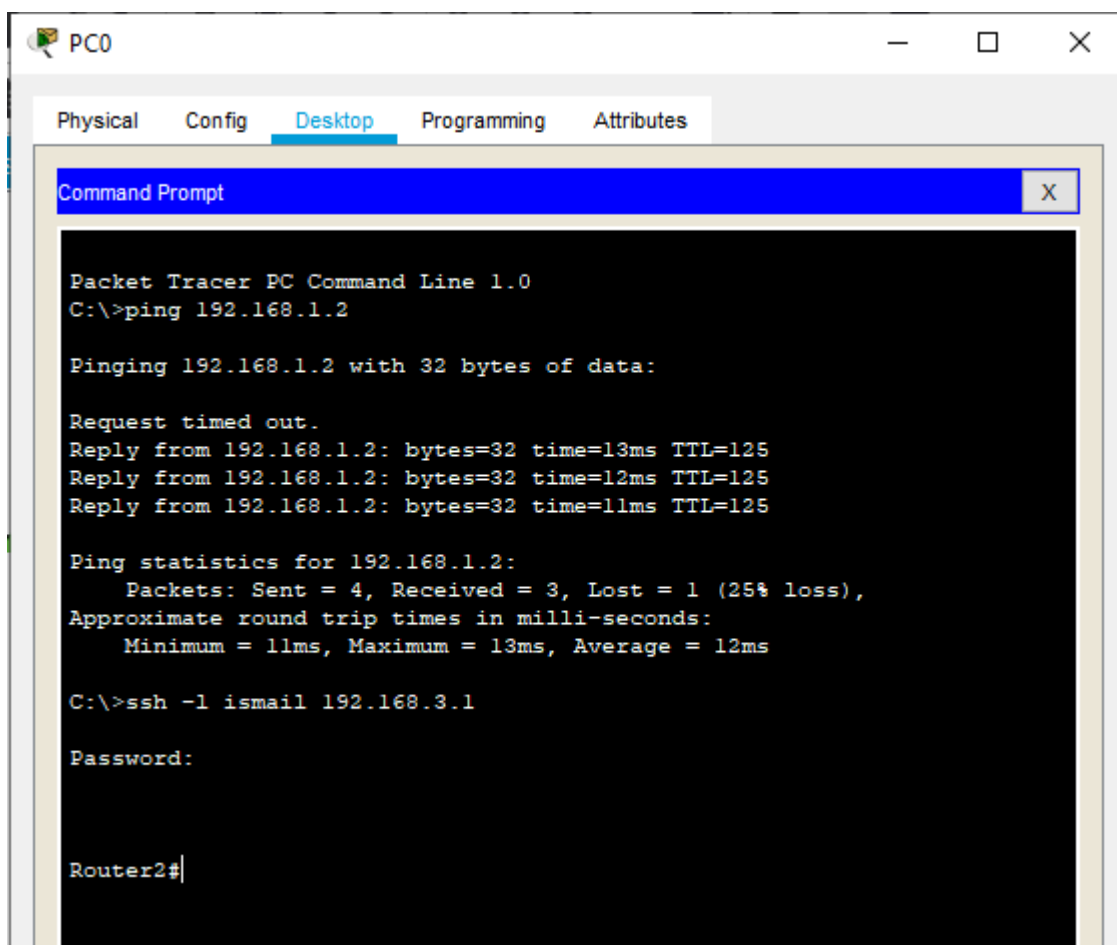 PC0
Physical Config Desktop Programming Attributes
Command Prompt X
Packet Tracer PC Command Line 1.0
C:\>ping 192.168.1.2
Pinging 192.168.1.2 with 32 bytes of data:
Request timed out.
Reply from 192.168.1.2: bytes=32 time=13ms TTL=125
Reply from 192.168.1.2: bytes=32 time=12ms TTL=125
Reply from 192.168.1.2: bytes=32 time=11ms TTL=125
Ping statistics for 192.168.1.2:
Packets: Sent = 4, Received = 3, Lost = 1 (25% loss),
Approximate round trip times in milli-seconds:
Minimum = 11ms, Maximum = 13ms, Average = 12ms
C:\>ssh -l ismail 192.168.3.1
Password:
Router2#